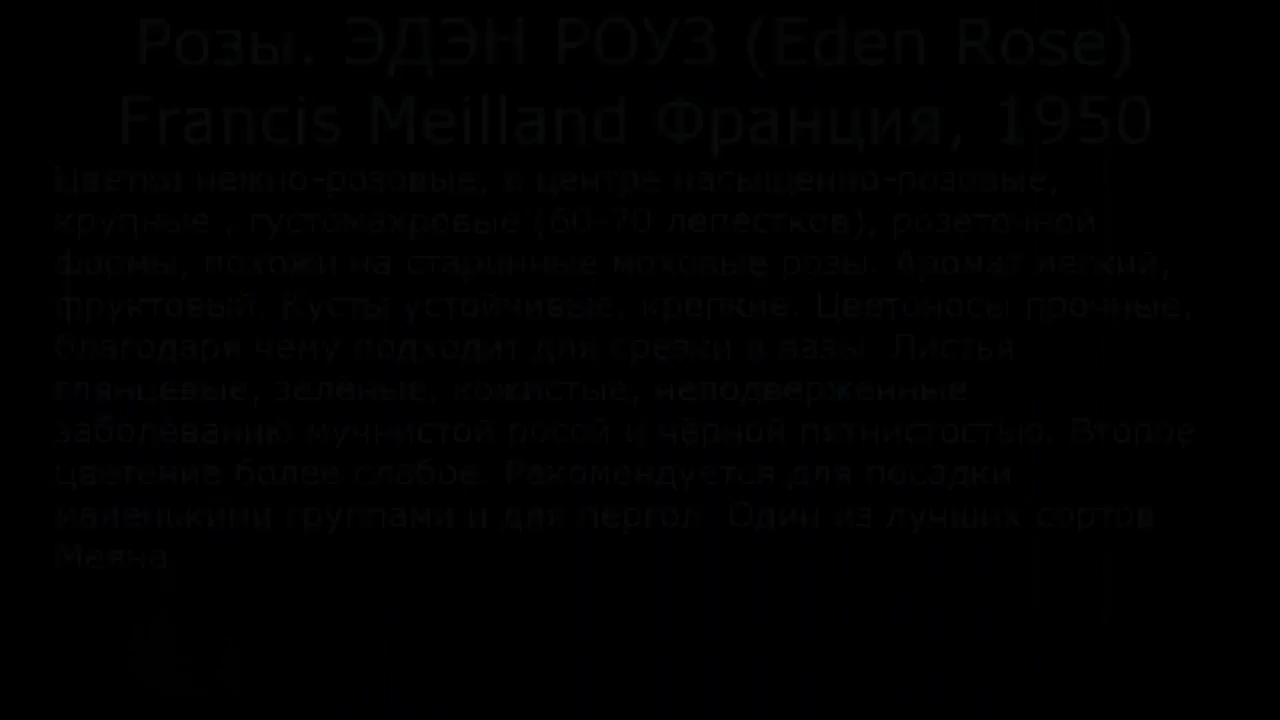 Розы. ЭДЭН РОУЗ (Eden Rose)
Francis Meilland Франция, 1950
Цветки нежно-розовые, в центре насыщенно-розовые,
крупные , густомахровые (60-70 лепестков), розеточной
формы, похожи на старинные моховые розы. Аромат легкий,
фруктовый. Кусты устойчивые, крепкие. Цветоносы прочные,
благодаря чему подходит для срезки в вазы. Листья
глянцевые, зелёные, кожистые, неподверженные
заболеванию мучнистой росой и чёрной пятнистостью. Второе
цветение более слабое. Рекомендуется для посадки
маленькими группами и для пергол. Один из лучших сортов